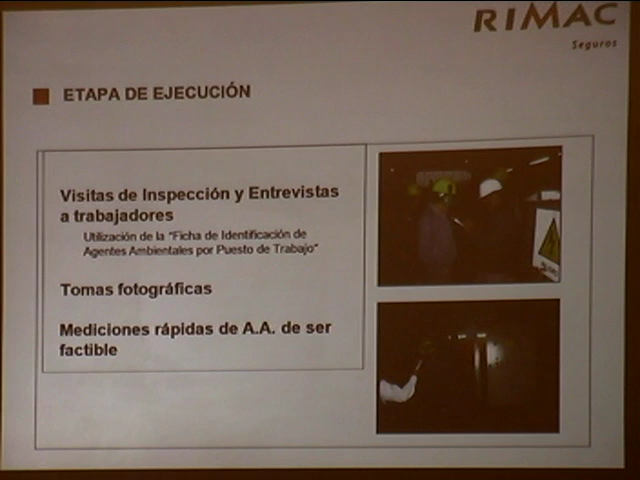 RIMAC
Seguros
ETAPA DE EJECUCIÓN
Visitas de Inspección y Entrevistas
a trabajadores
Utilización de la "Ficha de Identificación de
Agentes Ambientales por Puesto de Trabajo"
Tomas fotográficas
Mediciones rápidas de A.A. de ser
factible